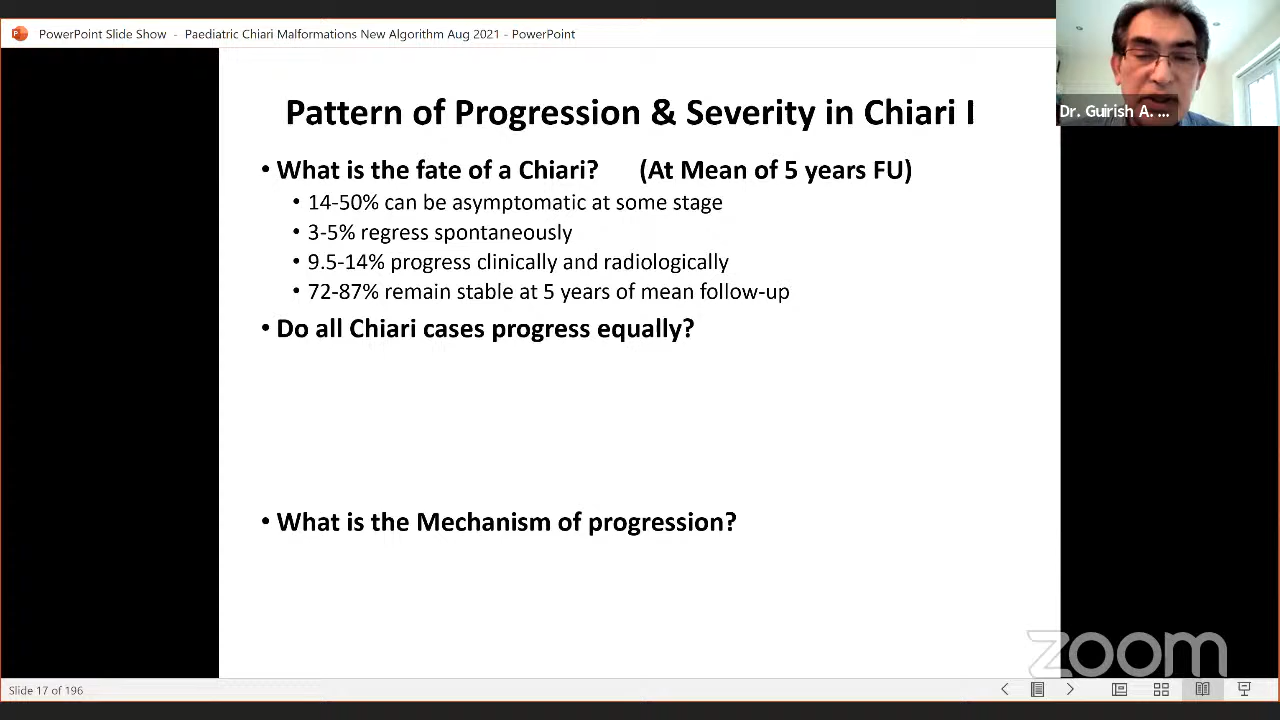 PowerPoint Slide Show - Paediatric Chiari Malformations New Algorithm Aug 2021 - PowerPoint
Dr. Guirish A. ...
Pattern of Progression & Severity in Chiari I
• What is the fate of a Chiari? (At Mean of 5 years FU)
• 14-50% can be asymptomatic at some stage
• 3-5% regress spontaneously
• 9.5-14% progress clinically and radiologically
• 72-87% remain stable at 5 years of mean follow-up
• Do all Chiari cases progress equally?
• What is the Mechanism of progression?
zoom
Slide 17 of 196